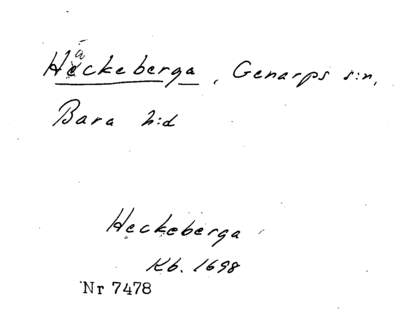 Häckeberga, Genarps s:n,
Bara h:d
Heckeberga
Kb. 1698
Nr 7478